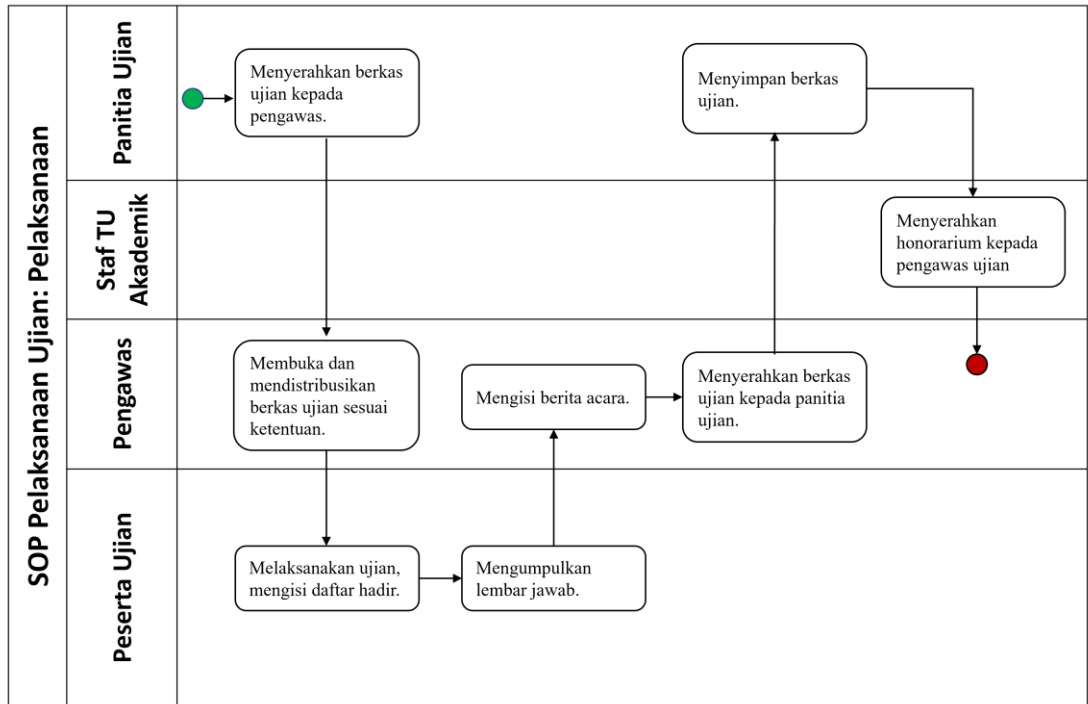 SOP Pelaksanaan Ujian: Pelaksanaan
Panitia Ujian
Menyerahkan berkas
ujian kepada
pengawas.
Menyimpan berkas
ujian.
Staf TU
Akademik
Menyerahkan
honorarium kepada
pengawas ujian
Pengawas
Membuka dan
mendistribusikan
berkas ujian sesuai
ketentuan.
Mengisi berita acara.
Menyerahkan berkas
ujian kepada panitia
ujian.
Peserta Ujian
Melaksanakan ujian,
mengisi daftar hadir.
Mengumpulkan
lembar jawab.